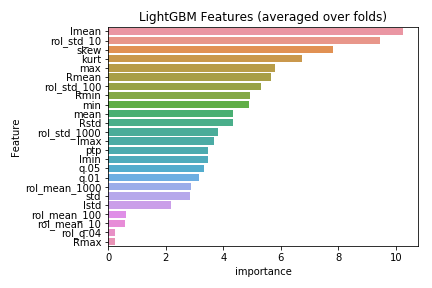 LightGBM Features (averaged over folds)
Imean
rol_std_10
skew
kurt
max
Rmean
rol_std_100
Rmin
min
mean
Rstd
rol_std_1000
Imax
ptp
Imin
q.05
q.01
rol_mean_1000
std
Istd
rol_mean_100
rol_mean_10
rol_q.04
Rmax
Feature
0 2 4 6 8 10
importance